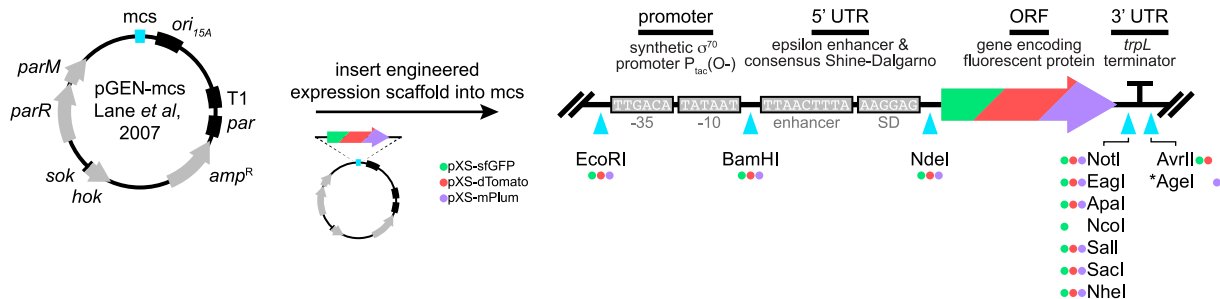 mcs
ori15A
parM
parR
pGEN-mcs
Lane et al,
2007
T1
par
sok
hok
ampR
insert engineered
expression scaffold into mcs
pXS-sfGFP
pXS-dTomato
pXS-mPlum
promoter
synthetic σ70
promoter Ptac(O-)
5' UTR
epsilon enhancer &
consensus Shine-Dalgarno
ORF
gene encoding
fluorescent protein
3' UTR
trpL
terminator
TTGACA TATAAT TTAACTTTA AAGGAG
-35 -10 enhancer SD
EcoRI BamHI NdeI
NotI AvrII
EagI *AgeI
ApaI
NcoI
SalI
SacI
NheI